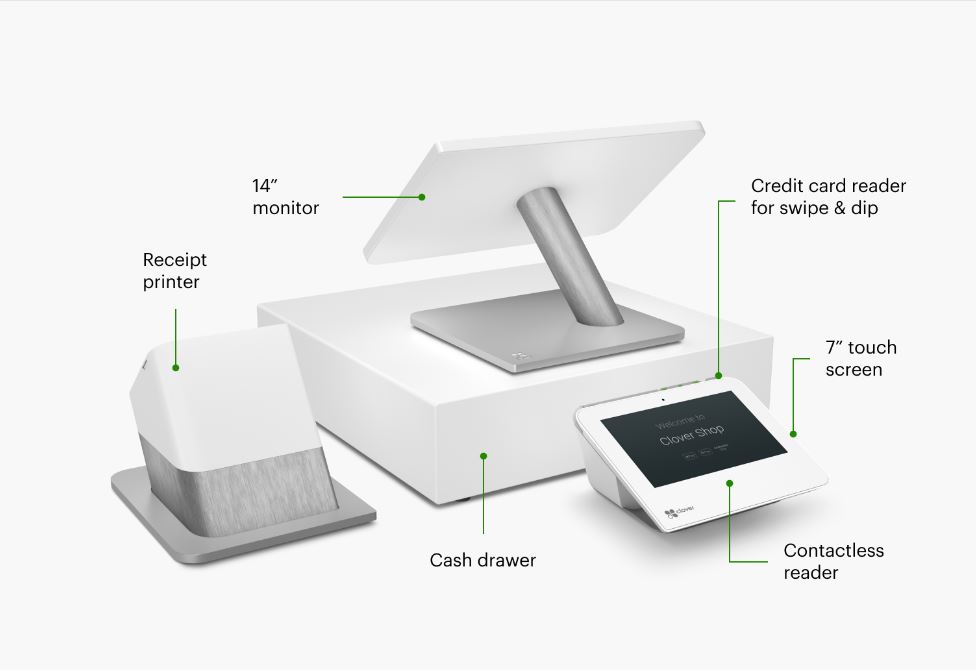 14″
monitor
Credit card reader
for swipe & dip
Receipt
printer
7″ touch
screen
Welcome to
Clover Shop
clover
Cash drawer
Contactless
reader